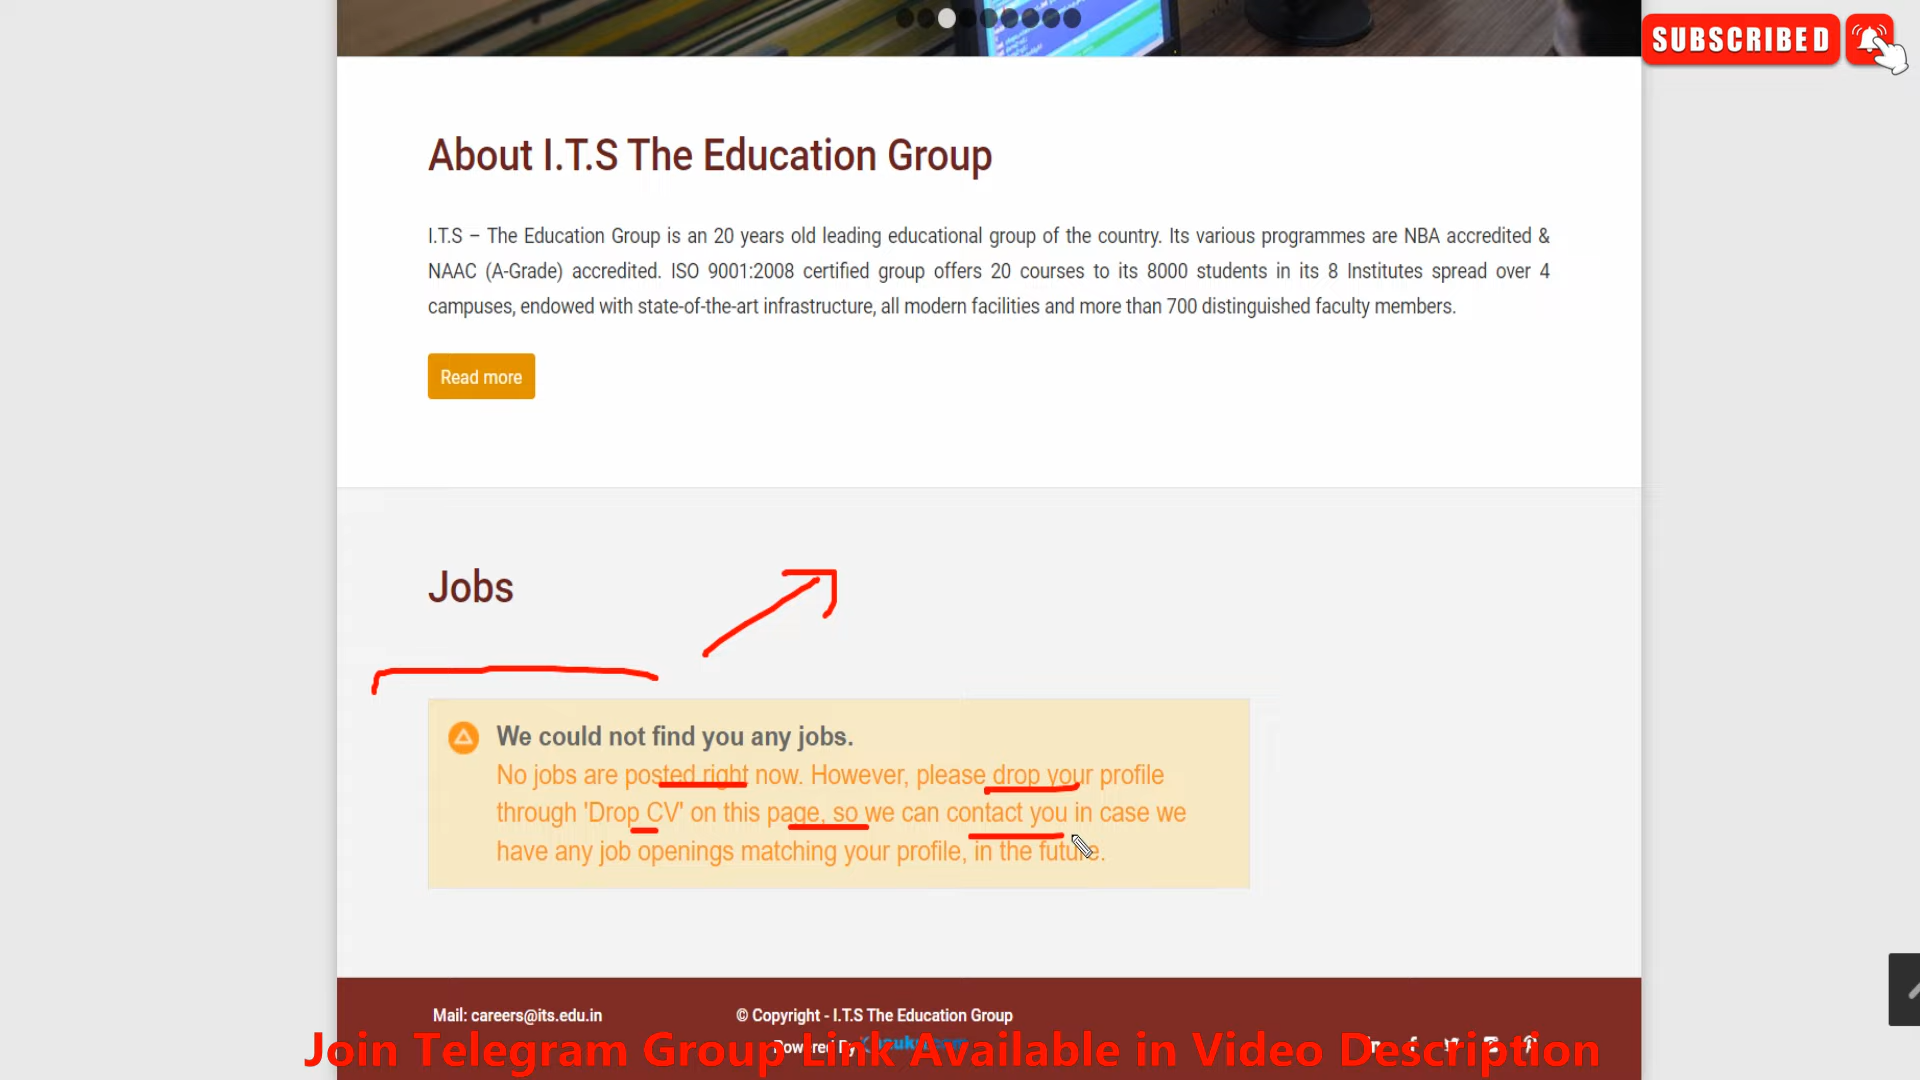 SUBSCRIBED
About I.T.S The Education Group
I.T.S – The Education Group is an 20 years old leading educational group of the country. Its various programmes are NBA accredited &
NAAC (A-Grade) accredited. ISO 9001:2008 certified group offers 20 courses to its 8000 students in its 8 Institutes spread over 4
campuses, endowed with state-of-the-art infrastructure, all modern facilities and more than 700 distinguished faculty members.
Read more
Jobs
We could not find you any jobs.
No jobs are posted right now. However, please drop your profile
through 'Drop CV' on this page, so we can contact you in case we
have any job openings matching your profile, in the future.
Mail: careers@its.edu.in
© Copyright - I.T.S The Education Group
Powered By
Join Telegram Group Link Available in Video Description